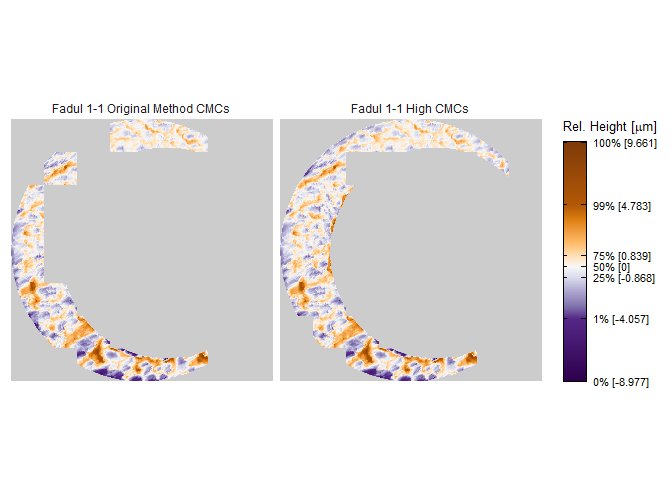 Fadul 1-1 Original Method CMCs
Fadul 1-1 High CMCs
Rel. Height [μm]
100% [9.661]
99% [4.783]
75% [0.839]
50% [0]
25% [-0.868]
1% [-4.057]
0% [-8.977]